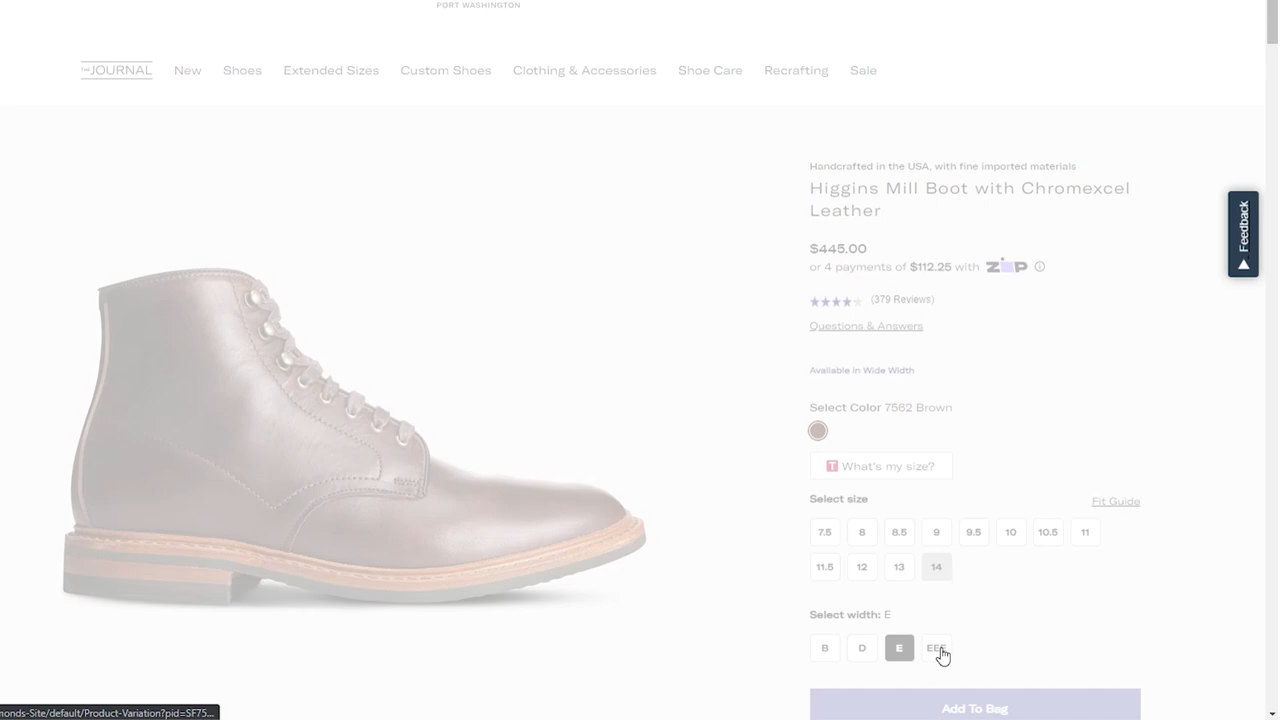 PORT WASHINGTON
THE JOURNAL New Shoes Extended Sizes Custom Shoes Clothing & Accessories Shoe Care Recrafting Sale
Handcrafted in the USA, with fine imported materials
Higgins Mill Boot with Chromexcel
Leather
$445.00
or 4 payments of $112.25 with ZIP
(379 Reviews)
Questions & Answers
Available in Wide Width
Select Color 7562 Brown
T What's my size?
Select size Fit Guide
7.5 8 8.5 9 9.5 10 10.5 11
11.5 12 13 14
Select width: E
B D E EEE
Add To Bag
Feedback
monds-Site/default/Product-Variation?pid=SF75...